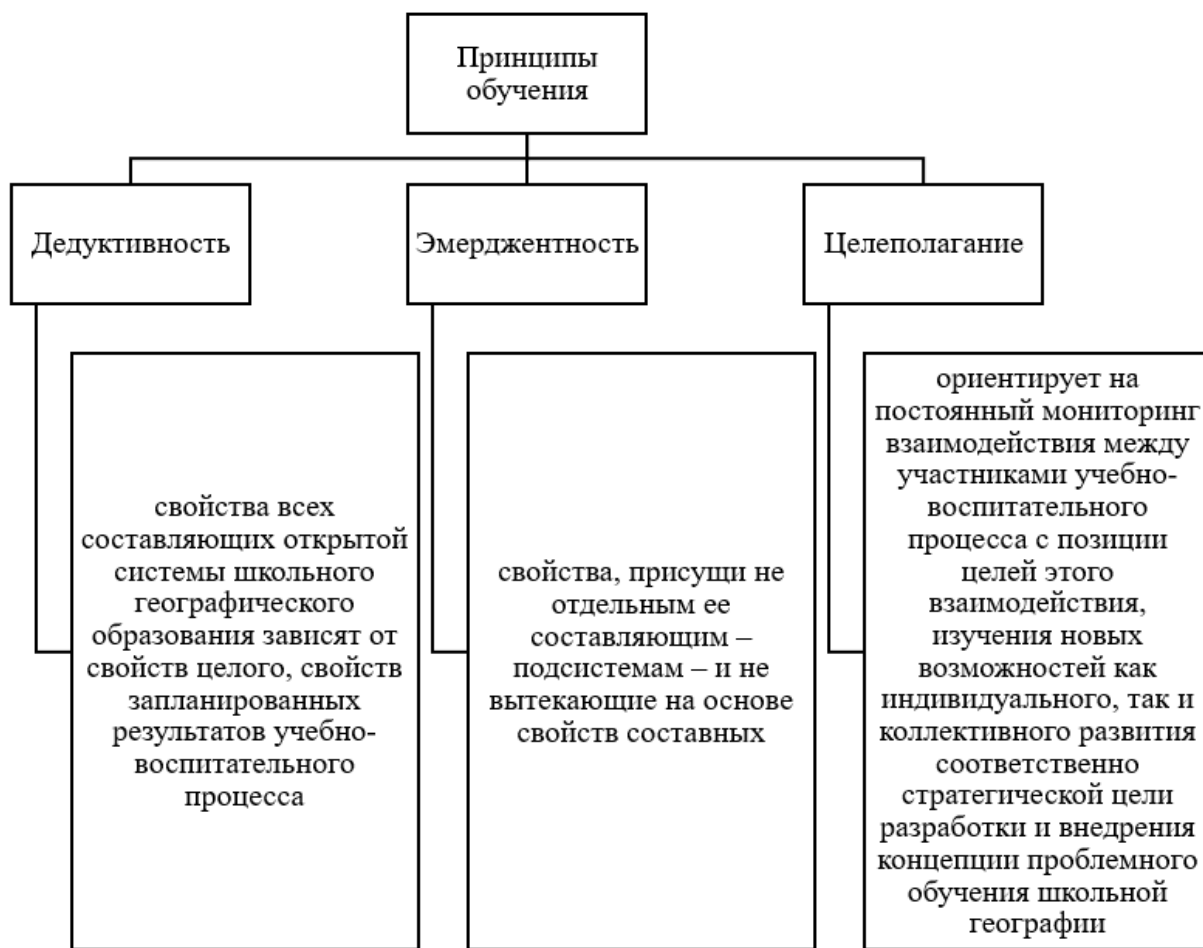 Принципы
обучения
Дедуктивность
Эмерджентность
Целеполагание
свойства всех
составляющих открытой
системы школьного
географического
образования зависят от
свойств целого, свойств
запланированных
результатов учебно-
воспитательного
процесса
свойства, присущи не
отдельным ее
составляющим –
подсистемам – и не
вытекающие на основе
свойств составных
ориентирует на
постоянный мониторинг
взаимодействия между
участниками учебно-
воспитательного
процесса с позиции
целей этого
взаимодействия,
изучения новых
возможностей как
индивидуального, так и
коллективного развития
соответственно
стратегической цели
разработки и внедрения
концепции проблемного
обучения школьной
географии